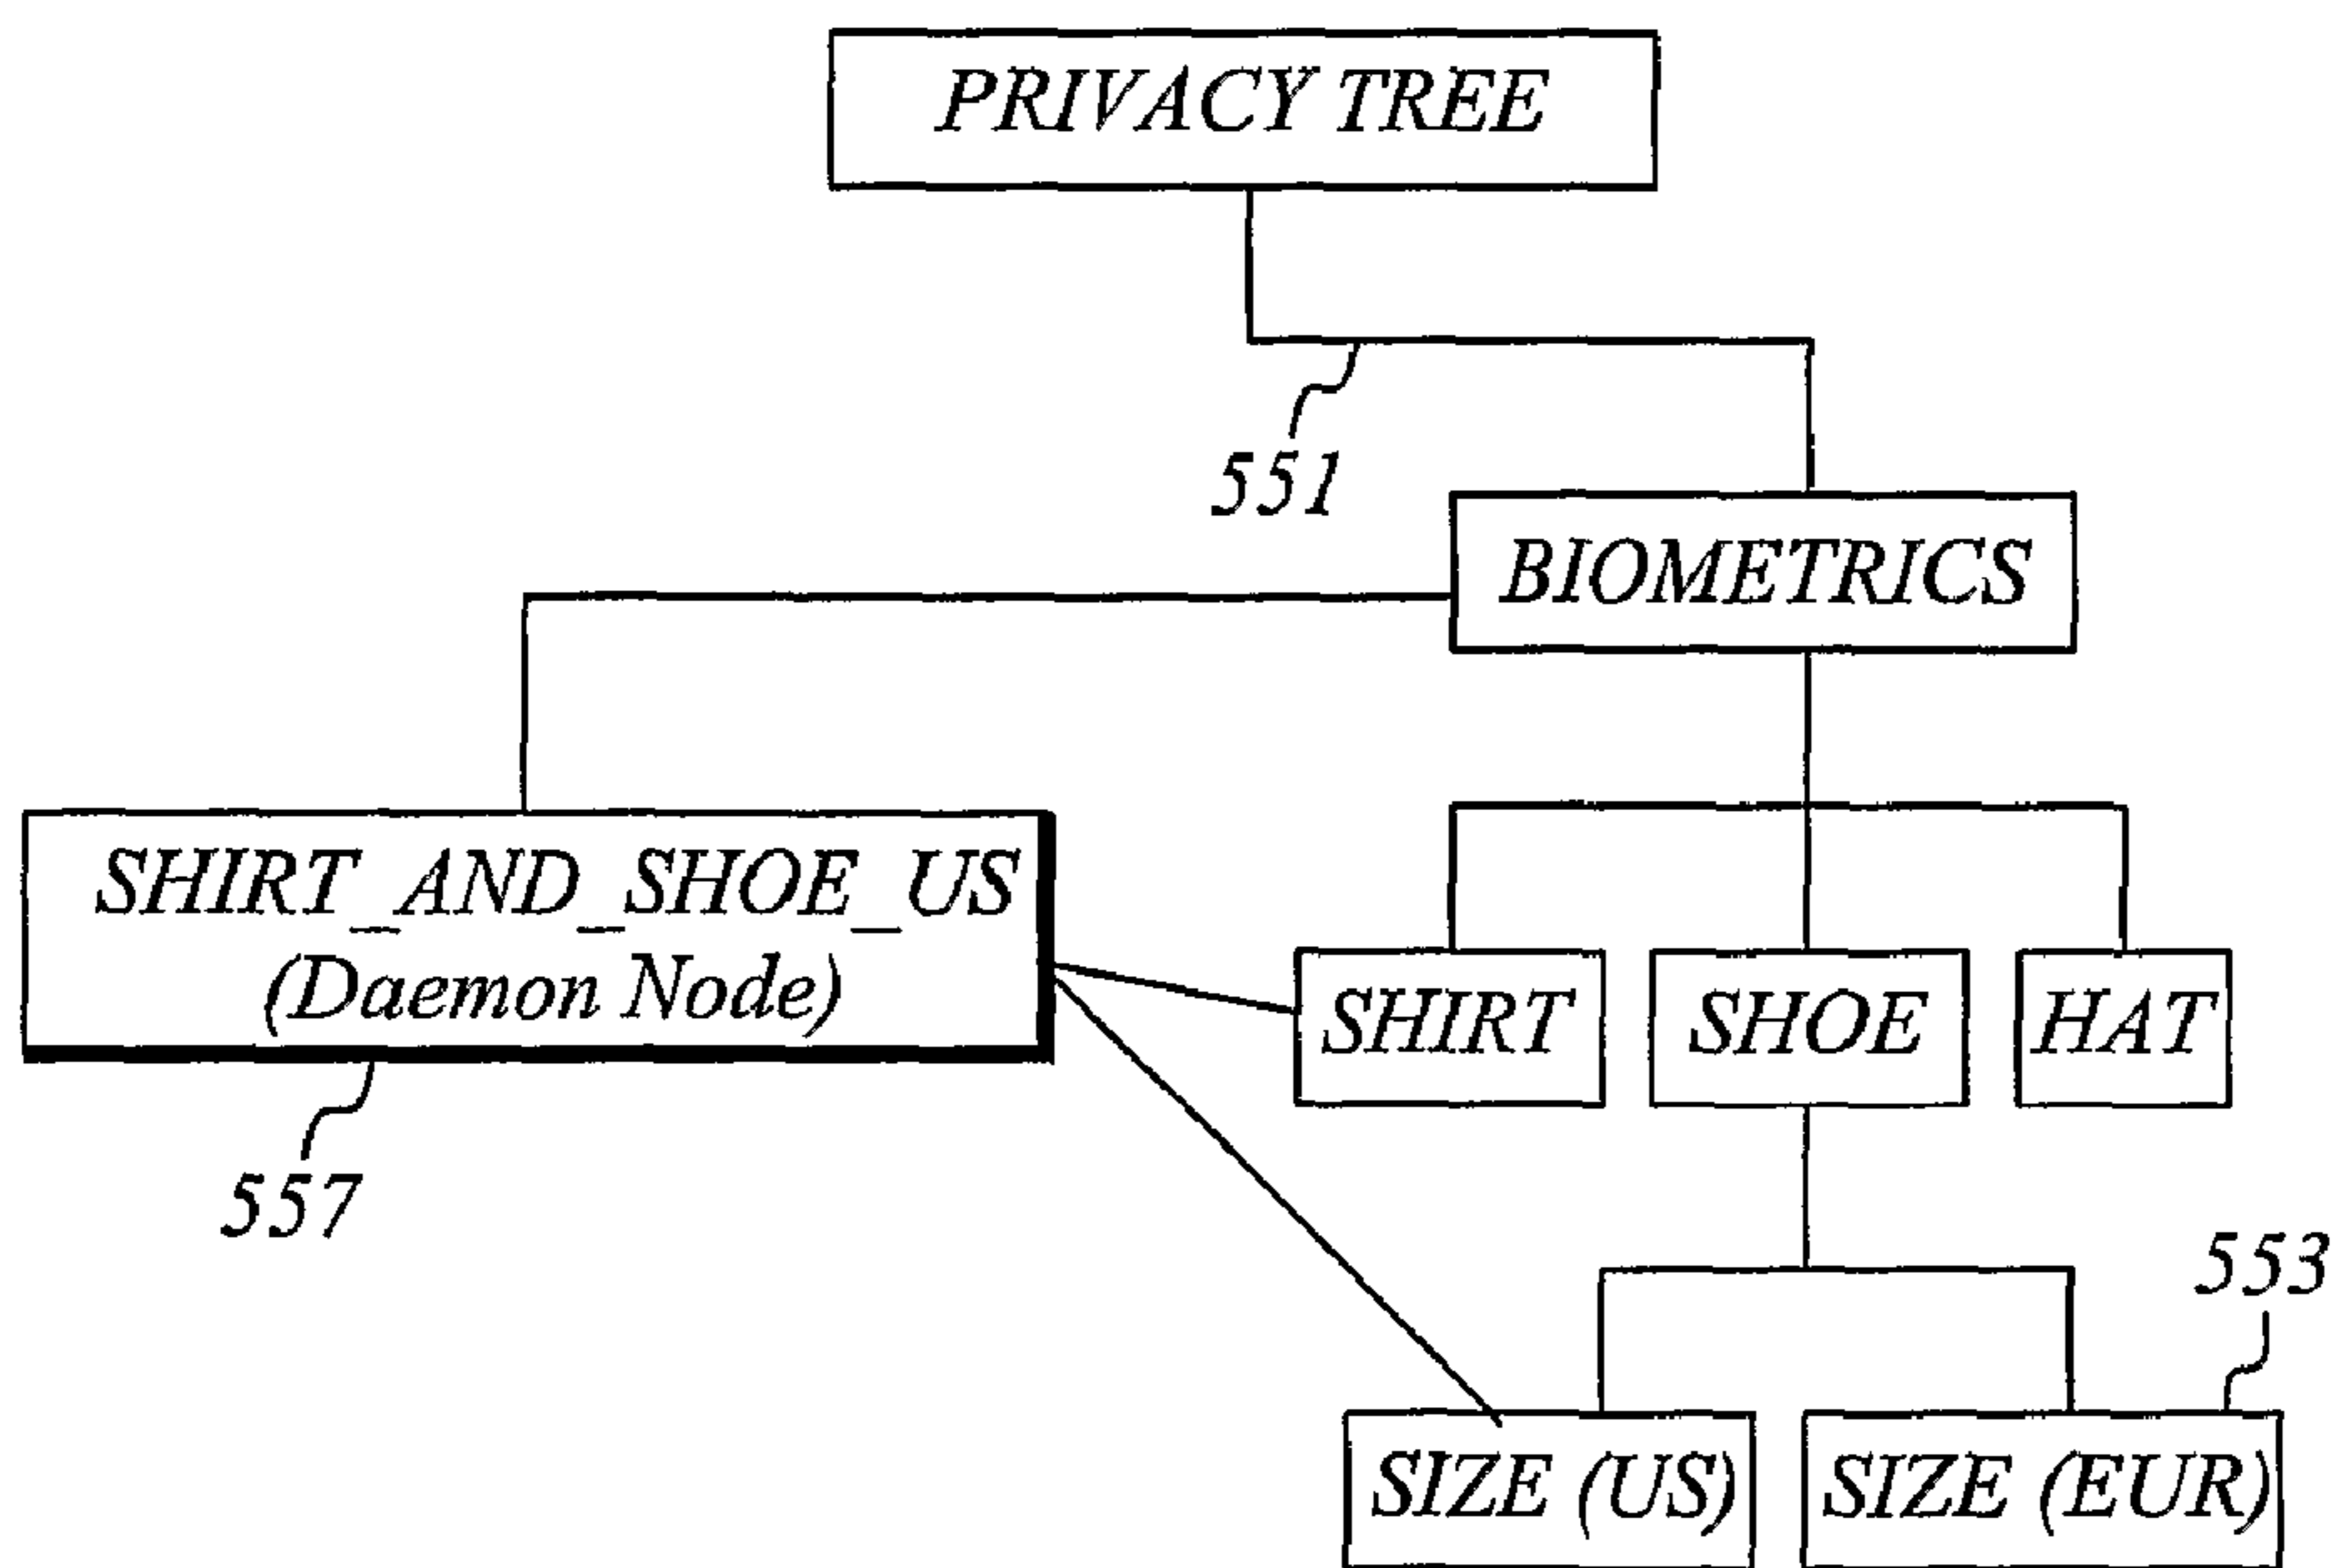 PRIVACY TREE
551
BIOMETRICS
SHIRT_AND_SHOE_US
(Daemon Node)
SHIRT
SHOE
HAT
557
553
SIZE (US)
SIZE (EUR)